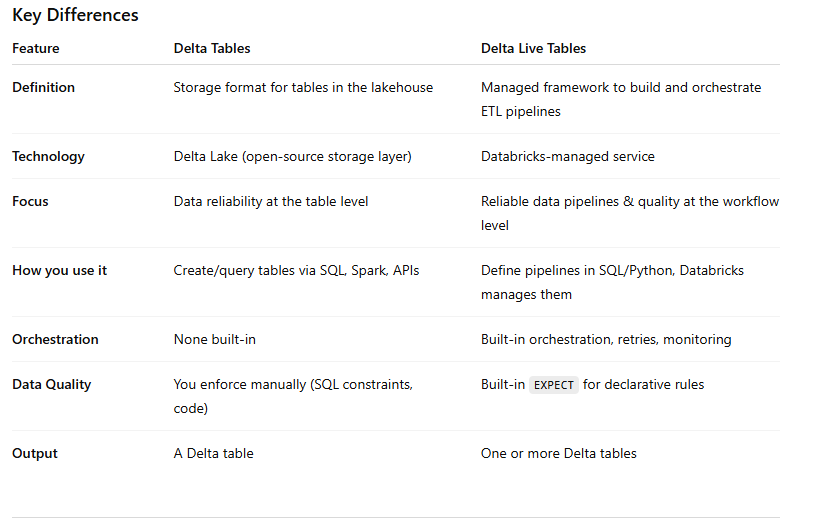 Key Differences
Feature Delta Tables Delta Live Tables
Definition Storage format for tables in the lakehouse Managed framework to build and orchestrate
ETL pipelines
Technology Delta Lake (open-source storage layer) Databricks-managed service
Focus Data reliability at the table level Reliable data pipelines & quality at the workflow
level
How you use it Create/query tables via SQL, Spark, APIs Define pipelines in SQL/Python, Databricks
manages them
Orchestration None built-in Built-in orchestration, retries, monitoring
Data Quality You enforce manually (SQL constraints, Built-in EXPECT for declarative rules
code)
Output A Delta table One or more Delta tables